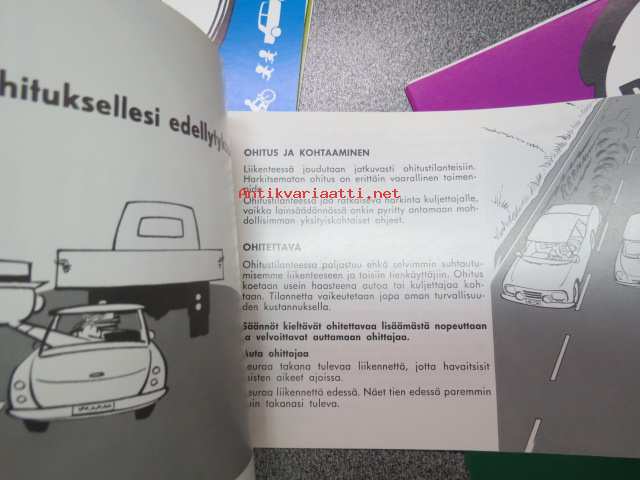 hituksellesi edellyty
OHITUS JA KOHTAAMINEN
Liikenteessä joudutaan jatkuvasti ohitustilanteisiin.
Harkitsematon ohitus on erittäin vaarallinen toimen-
pide.
Antikvariaatti.net
Ohitustilanteessa jää ratkaiseva harkinta kuljettajalle,
vaikka lainsäädännössä onkin pyritty antamaan mah-
dollisimman yksityiskohtaiset ohjeet.
OHITETTAVA
Ohitustilanteessa paljastuu ehkä selvimmin suhtautu-
misemme liikenteeseen ja toisiin tienkäyttäjiin. Ohitus
koetaan usein haasteena autoa tai kuljettajaa koh-
taan. Tilannetta vaikeutetaan jopa oman turvallisuu-
den kustannuksella.
Säännöt kieltävät ohitettavaa lisäämästä nopeuttaan
ja velvoittavat auttamaan ohittajaa.
Auta ohittajaa
euraa takana tulevaa liikennettä, jotta havaitsisit
isten aikeet ajoissa.
euraa liikennettä edessä. Näet tien edessä paremmin
uin takanasi tuleva.